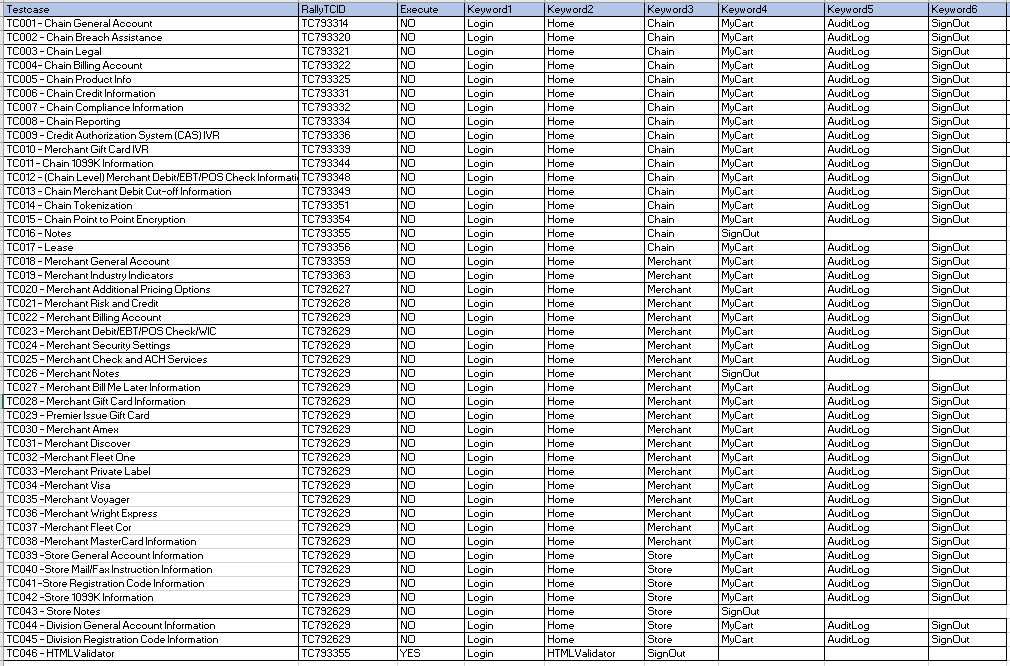 Testcase RallyTCID Execute Keyword1 Keyword2 Keyword3 Keyword4 Keyword5 Keyword6
TC001 - Chain General Account TC793314 NO Login Home Chain MyCart AuditLog SignOut
TC002 - Chain Breach Assistance TC793320 NO Login Home Chain MyCart AuditLog SignOut
TC003 - Chain Legal TC793321 NO Login Home Chain MyCart AuditLog SignOut
TC004- Chain Billing Account TC793322 NO Login Home Chain MyCart AuditLog SignOut
TC005 - Chain Product Info TC793325 NO Login Home Chain MyCart AuditLog SignOut
TC006 - Chain Credit Information TC793331 NO Login Home Chain MyCart AuditLog SignOut
TC007 - Chain Compliance Information TC793332 NO Login Home Chain MyCart AuditLog SignOut
TC008 - Chain Reporting TC793334 NO Login Home Chain MyCart AuditLog SignOut
TC009 - Credit Authorization System (CAS) IVR TC793336 NO Login Home Chain MyCart AuditLog SignOut
TC010 - Merchant Gift Card IVR TC793339 NO Login Home Chain MyCart AuditLog SignOut
TC011 - Chain 1099K Information TC793344 NO Login Home Chain MyCart AuditLog SignOut
TC012 - (Chain Level) Merchant Debit/EBT/POS Check Informati TC793348 NO Login Home Chain MyCart AuditLog SignOut
TC013 - Chain Merchant Debit Cut-off Information TC793349 NO Login Home Chain MyCart AuditLog SignOut
TC014 - Chain Tokenization TC793351 NO Login Home Chain MyCart AuditLog SignOut
TC015 - Chain Point to Point Encryption TC793354 NO Login Home Chain MyCart AuditLog SignOut
TC016 - Notes TC793355 NO Login Home Chain SignOut
TC017 - Lease TC793356 NO Login Home Chain MyCart AuditLog SignOut
TC018 - Merchant General Account TC793359 NO Login Home Merchant MyCart AuditLog SignOut
TC019 - Merchant Industry Indicators TC793363 NO Login Home Merchant MyCart AuditLog SignOut
TC020 - Merchant Additional Pricing Options TC792627 NO Login Home Merchant MyCart AuditLog SignOut
TC021 - Merchant Risk and Credit TC792628 NO Login Home Merchant MyCart AuditLog SignOut
TC022 - Merchant Billing Account TC792629 NO Login Home Merchant MyCart AuditLog SignOut
TC023 - Merchant Debit/EBT/POS Check/WIC TC792629 NO Login Home Merchant MyCart AuditLog SignOut
TC024 - Merchant Security Settings TC792629 NO Login Home Merchant MyCart AuditLog SignOut
TC025 - Merchant Check and ACH Services TC792629 NO Login Home Merchant MyCart AuditLog SignOut
TC026 - Merchant Notes TC792629 NO Login Home Merchant SignOut
TC027 - Merchant Bill Me Later Information TC792629 NO Login Home Merchant MyCart AuditLog SignOut
TC028 - Merchant Gift Card Information TC792629 NO Login Home Merchant MyCart AuditLog SignOut
TC029 - Premier Issue Gift Card TC792629 NO Login Home Merchant MyCart AuditLog SignOut
TC030 - Merchant Amex TC792629 NO Login Home Merchant MyCart AuditLog SignOut
TC031 - Merchant Discover TC792629 NO Login Home Merchant MyCart AuditLog SignOut
TC032 -Merchant Fleet One TC792629 NO Login Home Merchant MyCart AuditLog SignOut
TC033 -Merchant Private Label TC792629 NO Login Home Merchant MyCart AuditLog SignOut
TC034 -Merchant Visa TC792629 NO Login Home Merchant MyCart AuditLog SignOut
TC035 -Merchant Voyager TC792629 NO Login Home Merchant MyCart AuditLog SignOut
TC036 -Merchant Wright Express TC792629 NO Login Home Merchant MyCart AuditLog SignOut
TC037 -Merchant Fleet Cor TC792629 NO Login Home Merchant MyCart AuditLog SignOut
TC038 -Merchant MasterCard Information TC792629 NO Login Home Merchant MyCart AuditLog SignOut
TC039 -Store General Account Information TC792629 NO Login Home Store MyCart AuditLog SignOut
TC040 -Store Mail/Fax Instruction Information TC792629 NO Login Home Store MyCart AuditLog SignOut
TC041 -Store Registration Code Information TC792629 NO Login Home Store MyCart AuditLog SignOut
TC042 -Store 1099K Information TC792629 NO Login Home Store MyCart AuditLog SignOut
TC043 - Store Notes TC792629 NO Login Home Store SignOut
TC044 - Division General Account Information TC792629 NO Login Home Store MyCart AuditLog SignOut
TC045 - Division Registration Code Information TC792629 NO Login Home Store MyCart AuditLog SignOut
TC046 - HTMLValidator TC793355 YES Login HTMLValidator SignOut